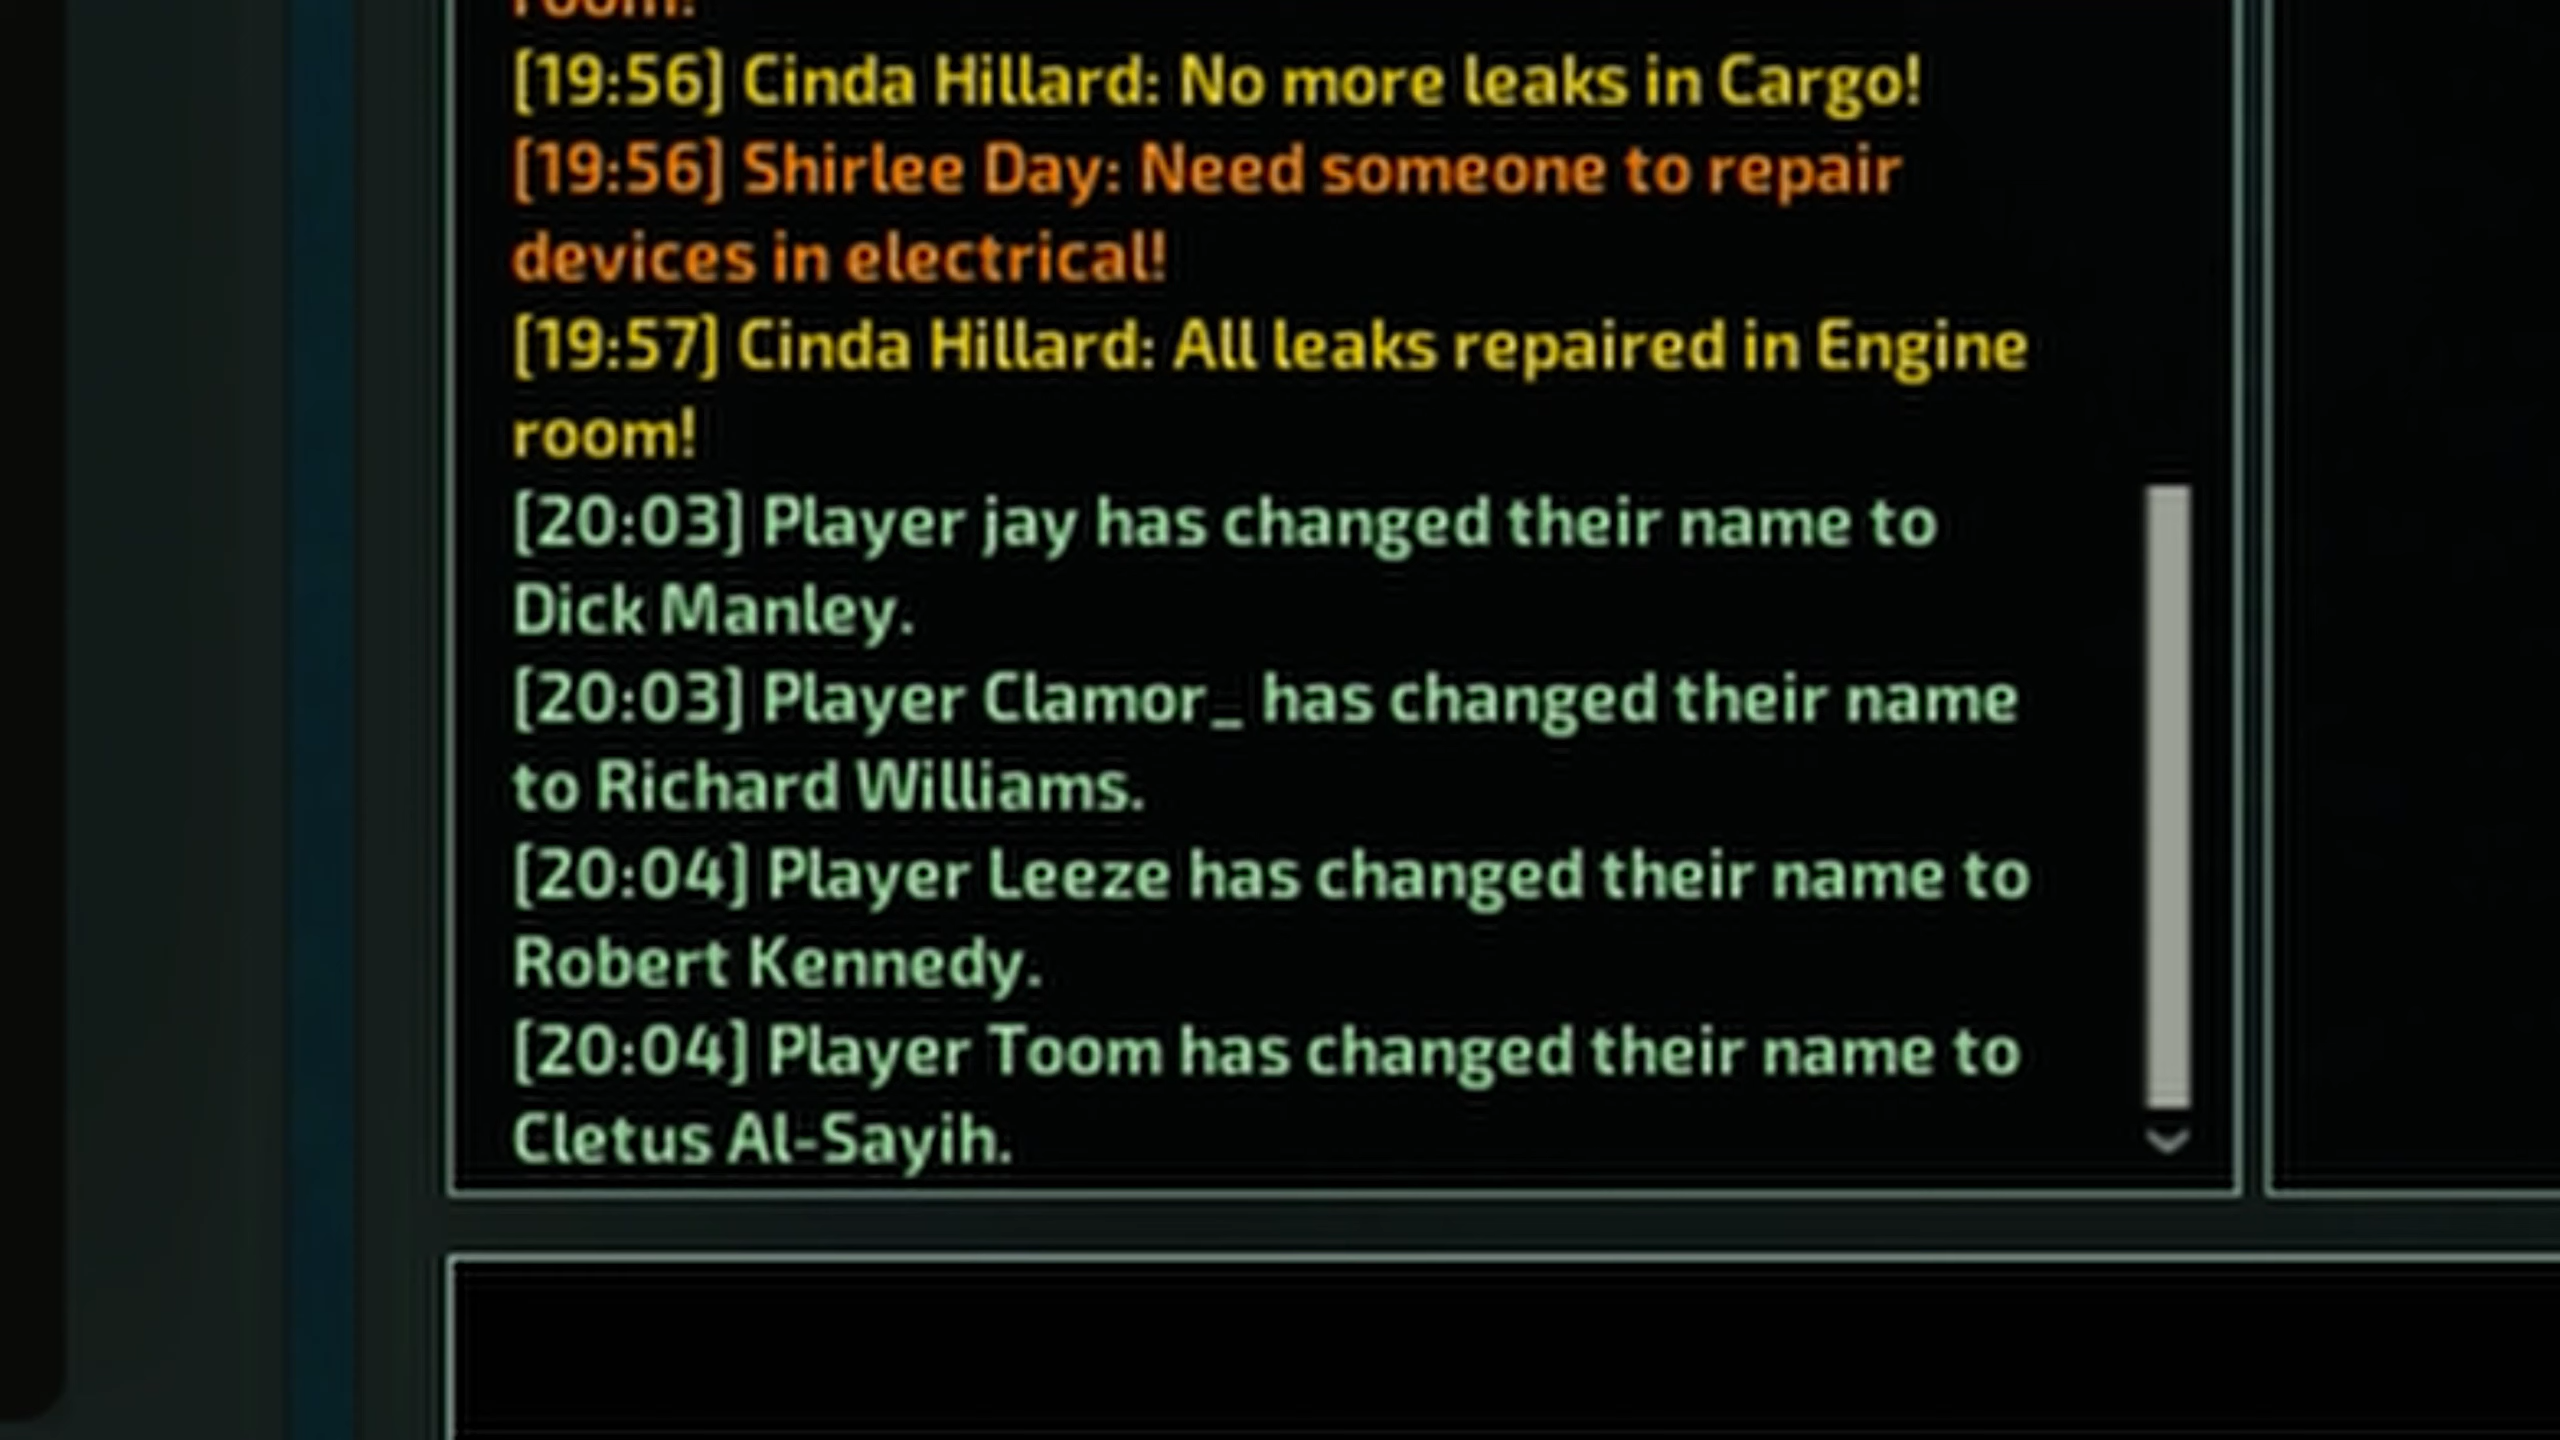 room!
[19:56] Cinda Hillard: No more leaks in Cargo!
[19:56] Shirlee Day: Need someone to repair
devices in electrical!
[19:57] Cinda Hillard: All leaks repaired in Engine
room!
[20:03] Player jay has changed their name to
Dick Manley.
[20:03] Player Clamor_ has changed their name
to Richard Williams.
[20:04] Player Leeze has changed their name to
Robert Kennedy.
[20:04] Player Toom has changed their name to
Cletus Al-Sayih.